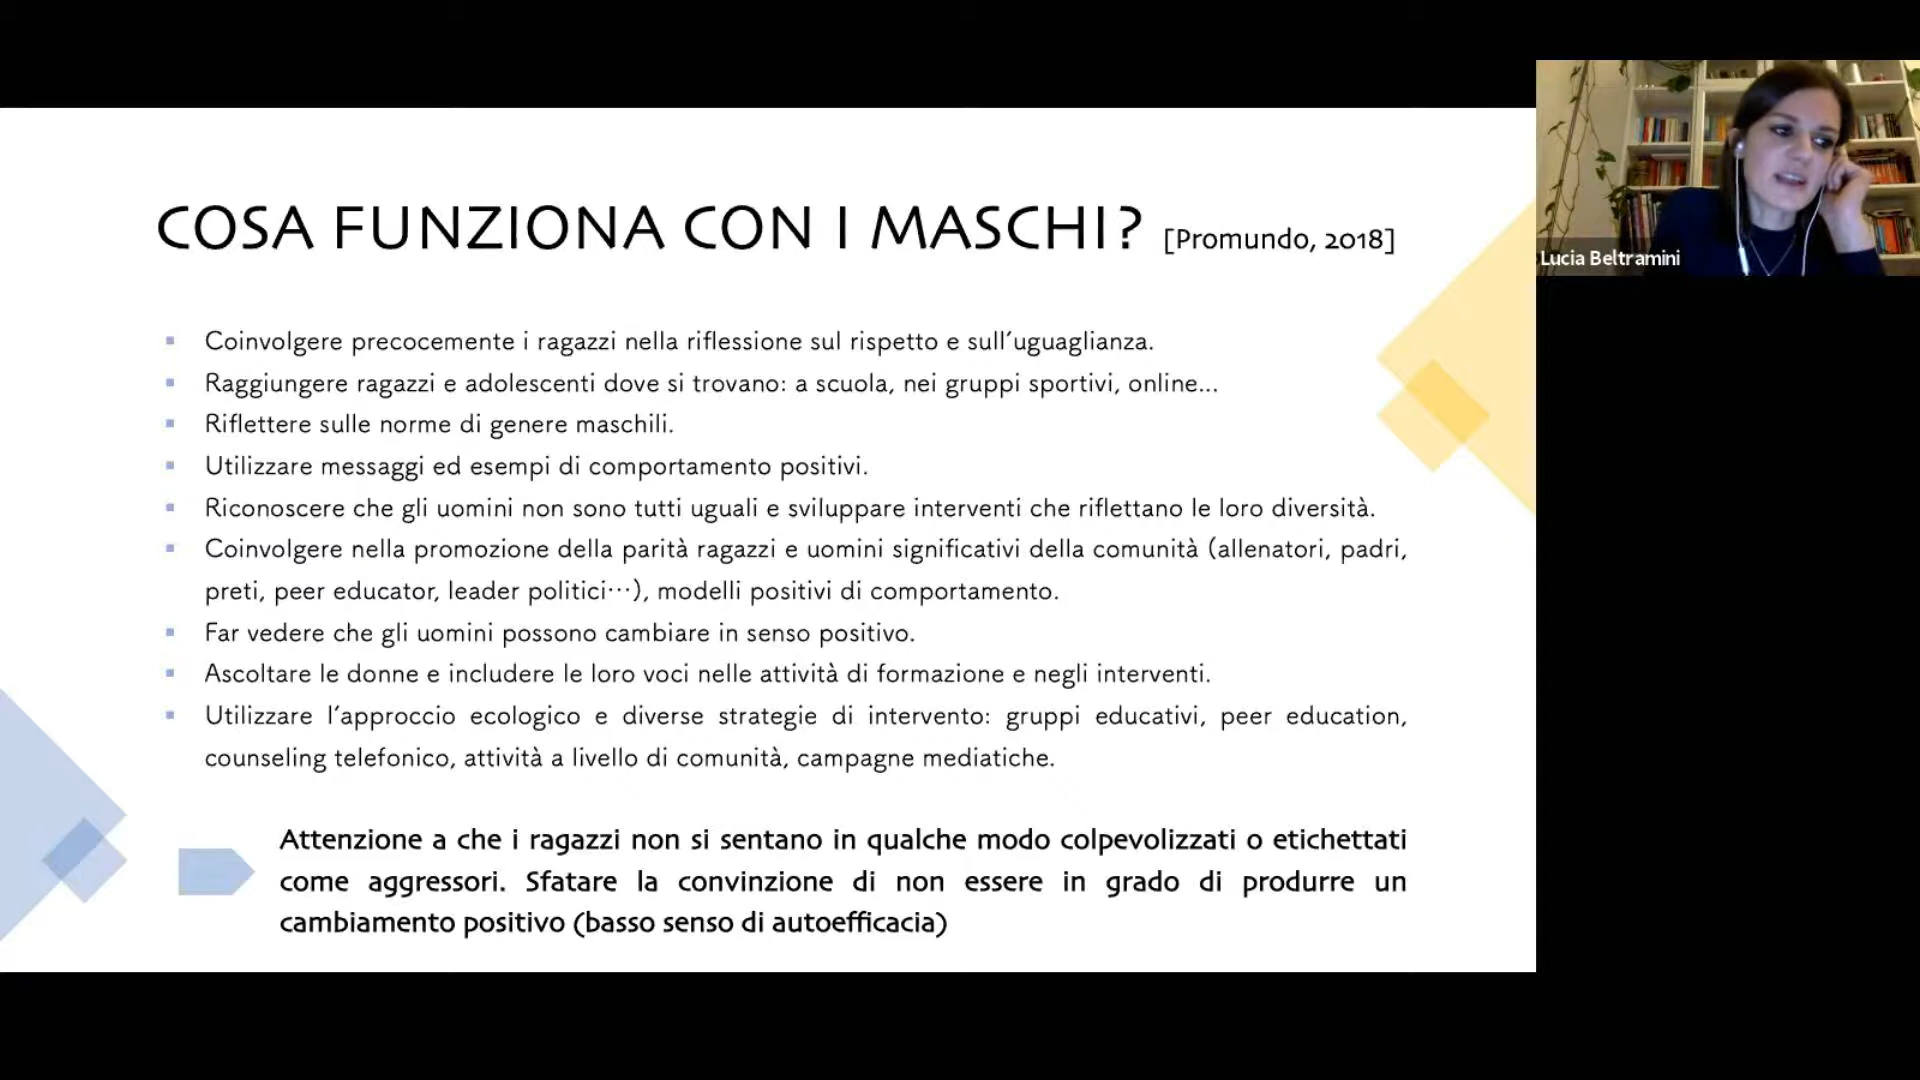 COSA FUNZIONA CON I MASCHI? [Promundo, 2018]
Lucia Beltramini
▪ Coinvolgere precocemente i ragazzi nella riflessione sul rispetto e sull’uguaglianza.
▪ Raggiungere ragazzi e adolescenti dove si trovano: a scuola, nei gruppi sportivi, online...
▪ Riflettere sulle norme di genere maschili.
▪ Utilizzare messaggi ed esempi di comportamento positivi.
▪ Riconoscere che gli uomini non sono tutti uguali e sviluppare interventi che riflettano le loro diversità.
▪ Coinvolgere nella promozione della parità ragazzi e uomini significativi della comunità (allenatori, padri,
preti, peer educator, leader politici⋯), modelli positivi di comportamento.
▪ Far vedere che gli uomini possono cambiare in senso positivo.
▪ Ascoltare le donne e includere le loro voci nelle attività di formazione e negli interventi.
▪ Utilizzare l’approccio ecologico e diverse strategie di intervento: gruppi educativi, peer education,
counseling telefonico, attività a livello di comunità, campagne mediatiche.
Attenzione a che i ragazzi non si sentano in qualche modo colpevolizzati o etichettati
come aggressori. Sfatare la convinzione di non essere in grado di produrre un
cambiamento positivo (basso senso di autoefficacia)